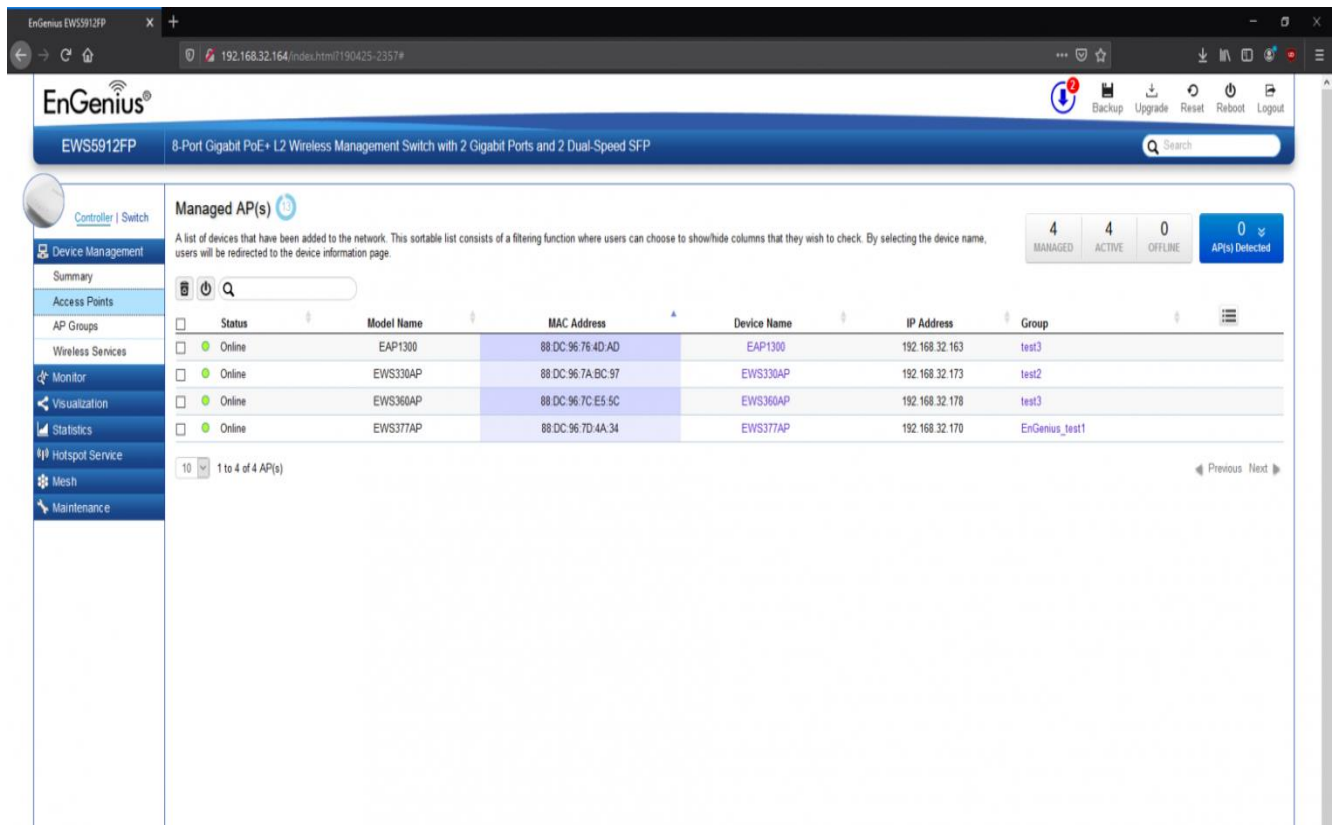 EnGenius EWS5912FP X +
192.168.32.164/index.html?190425-2357#
EnGenius®
2
Backup Upgrade Reset Reboot Logout
EWS5912FP 8-Port Gigabit PoE+ L2 Wireless Management Switch with 2 Gigabit Ports and 2 Dual-Speed SFP Search
Controller | Switch
Device Management
Summary
Access Points
AP Groups
Wireless Services
Monitor
Visualization
Statistics
Hotspot Service
Mesh
Maintenance
Managed AP(s) 13
A list of devices that have been added to the network. This sortable list consists of a filtering function where users can choose to show/hide columns that they wish to check. By selecting the device name,
users will be redirected to the device information page.
4 4 0 0
MANAGED ACTIVE OFFLINE AP(s) Detected
Status Model Name MAC Address Device Name IP Address Group
Online EAP1300 88:DC:96:76:4D:AD EAP1300 192.168.32.163 test3
Online EWS330AP 88:DC:96:7A:BC:97 EWS330AP 192.168.32.173 test2
Online EWS360AP 88:DC:96:7C:E5:5C EWS360AP 192.168.32.178 test3
Online EWS377AP 88:DC:96:7D:4A:34 EWS377AP 192.168.32.170 EnGenius_test1
10 1 to 4 of 4 AP(s) Previous Next